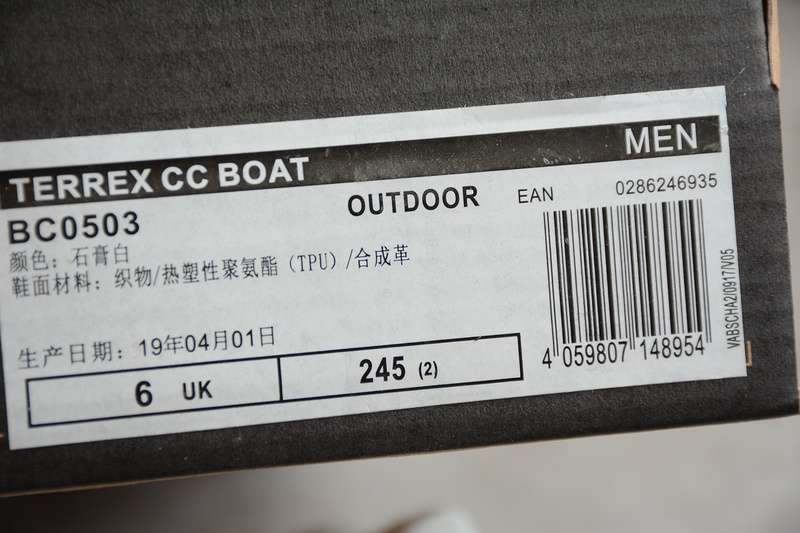 TERREX CC BOAT MEN
BC0503 OUTDOOR EAN 0286246935
颜色：石膏白
鞋面材料：织物/热塑性聚氨酯（TPU）/合成革
生产日期：19年04月01日
6 UK 245 (2)
4 059807 148954
VABSCHA2/0917/V05